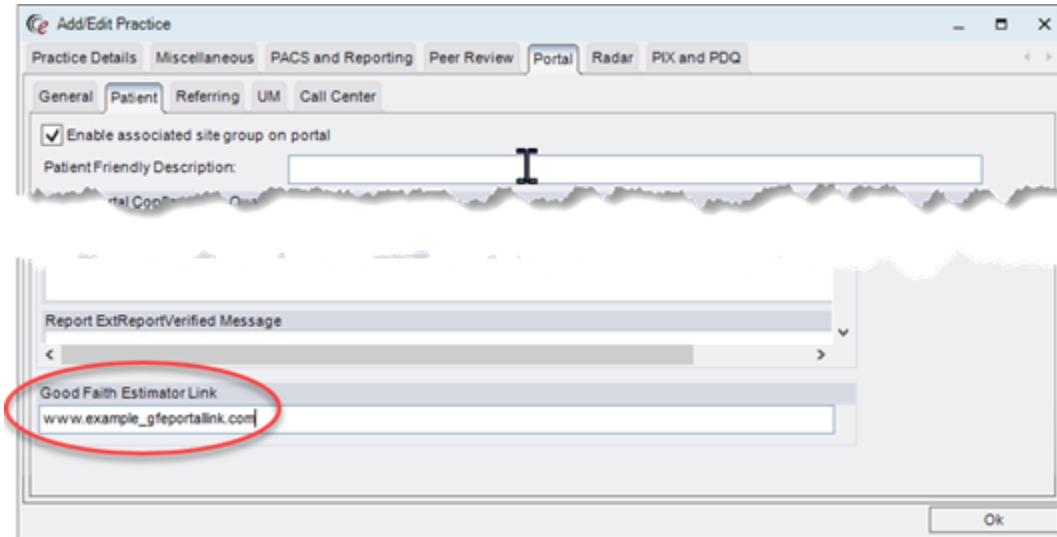 Add/Edit Practice
Practice Details Miscellaneous PACS and Reporting Peer Review Portal Radar PIX and PDQ
General Patient Referring UM Call Center
Enable associated site group on portal
Patient Friendly Description:
Report ExtReportVerified Message
Good Faith Estimator Link
www.example_gfeportallink.com
Ok